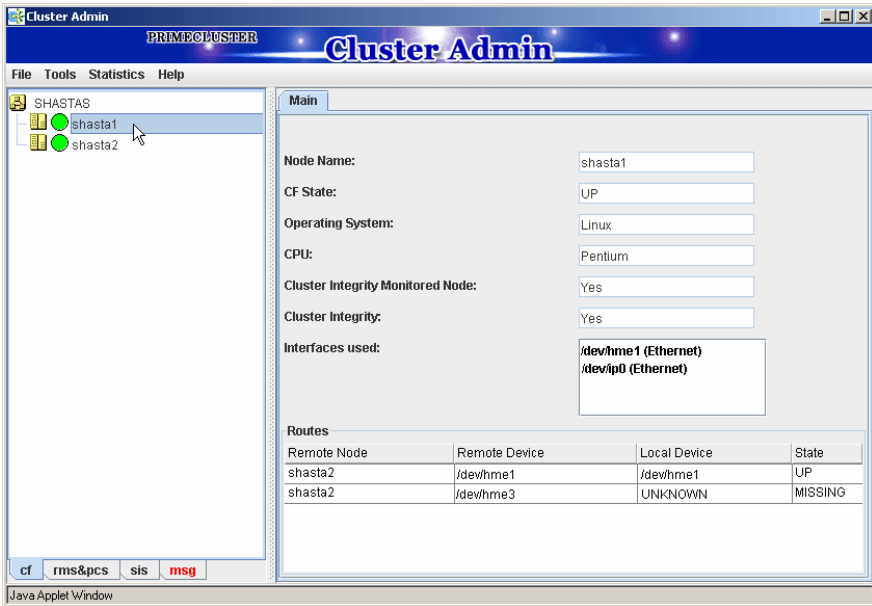 Cluster Admin
PRIMECLUSTER
Cluster Admin
File Tools Statistics Help
SHASTAS
shasta1
shasta2
Main
Node Name: shasta1
CF State: UP
Operating System: Linux
CPU: Pentium
Cluster Integrity Monitored Node: Yes
Cluster Integrity: Yes
Interfaces used: /dev/hme1 (Ethernet)
/dev/ip0 (Ethernet)
Routes
Remote Node Remote Device Local Device State
shasta2 /dev/hme1 /dev/hme1 UP
shasta2 /dev/hme3 UNKNOWN MISSING
cf rms&pcs sis msg
Java Applet Window